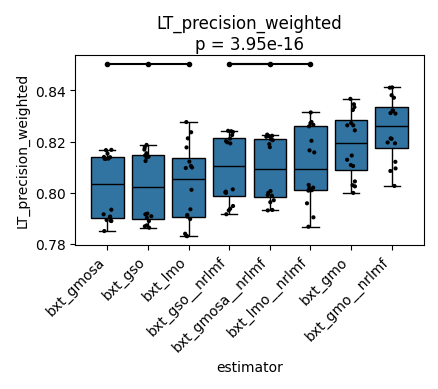 LT_precision_weighted
p = 3.95e-16
LT_precision_weighted
0.84
0.82
0.80
0.78
bxt_gmosa
bxt_gso
bxt_lmo
bxt_gso__nrlmf
bxt_gmosa__nrlmf
bxt_lmo__nrlmf
bxt_gmo
bxt_gmo__nrlmf
estimator